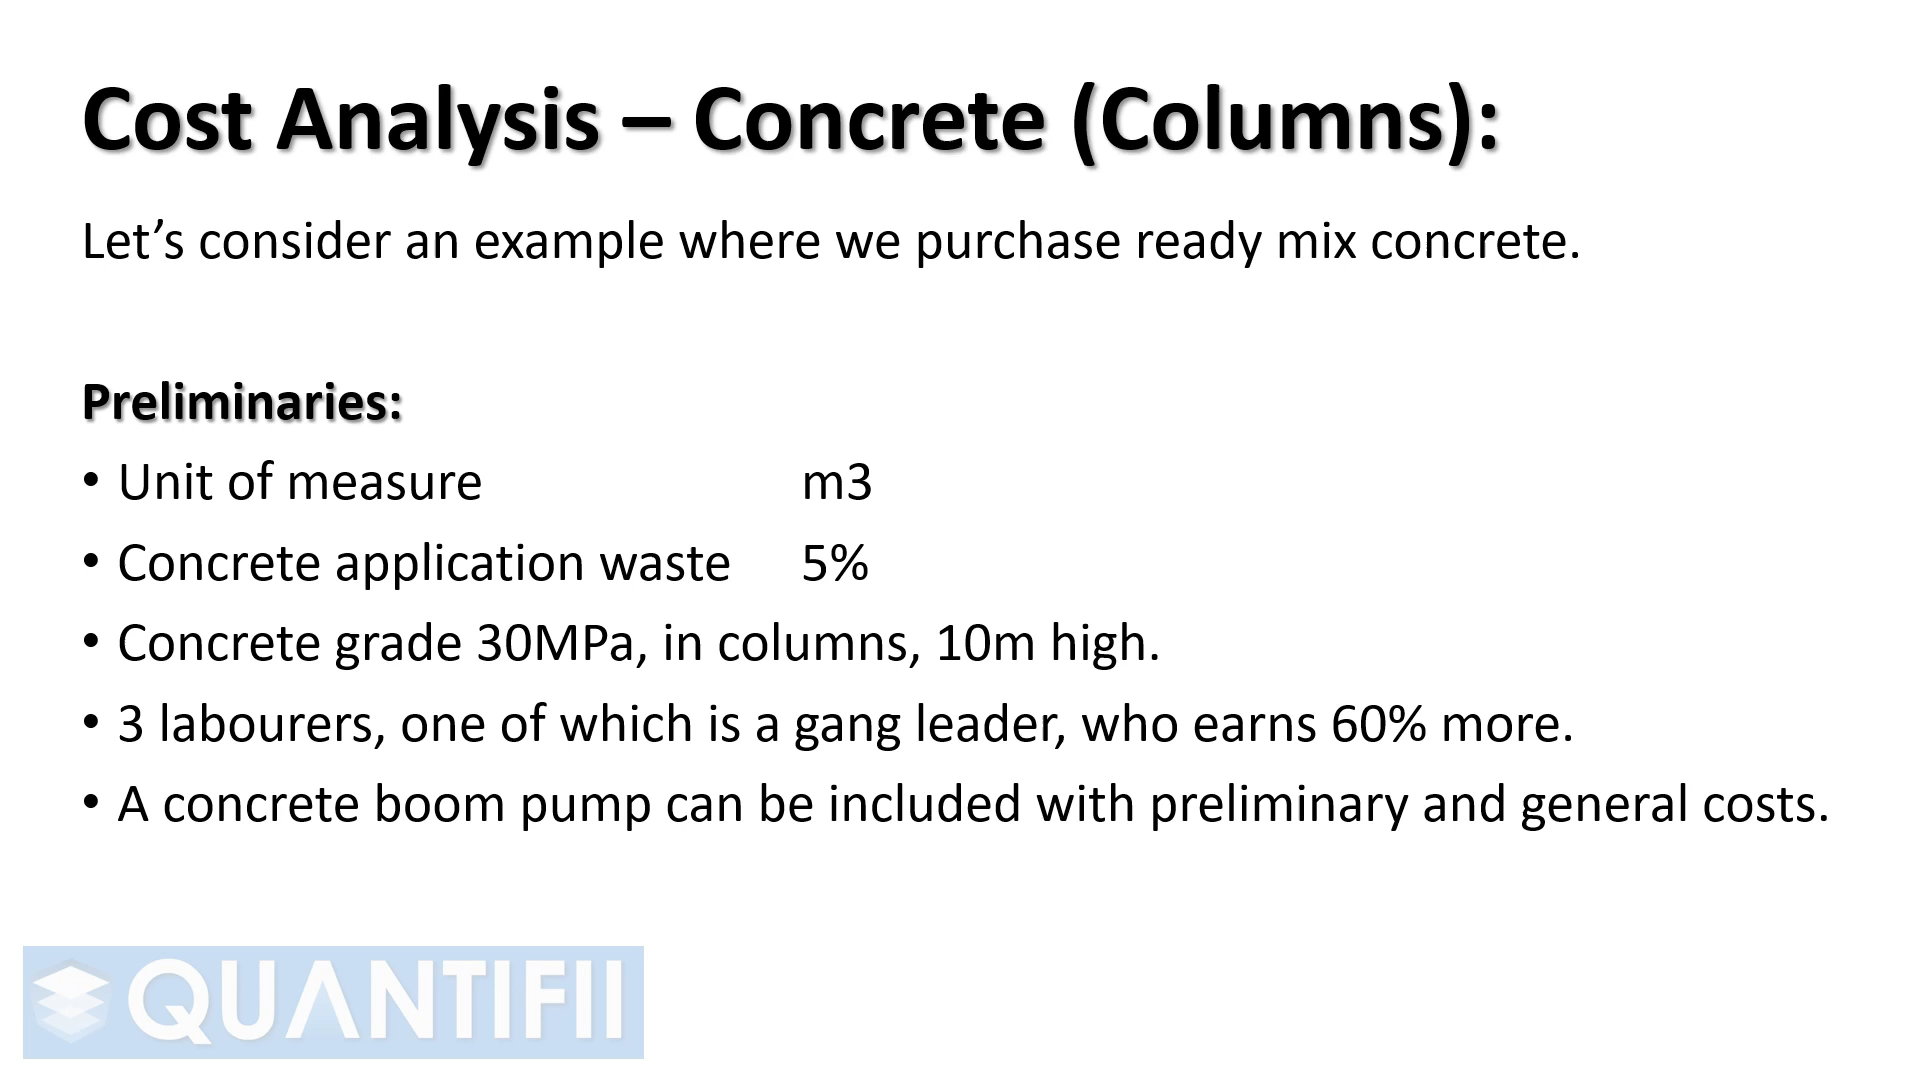 Cost Analysis – Concrete (Columns):
Let’s consider an example where we purchase ready mix concrete.
Preliminaries:
• Unit of measure m3
• Concrete application waste 5%
• Concrete grade 30MPa, in columns, 10m high.
• 3 labourers, one of which is a gang leader, who earns 60% more.
• A concrete boom pump can be included with preliminary and general costs.
QUANTIFII